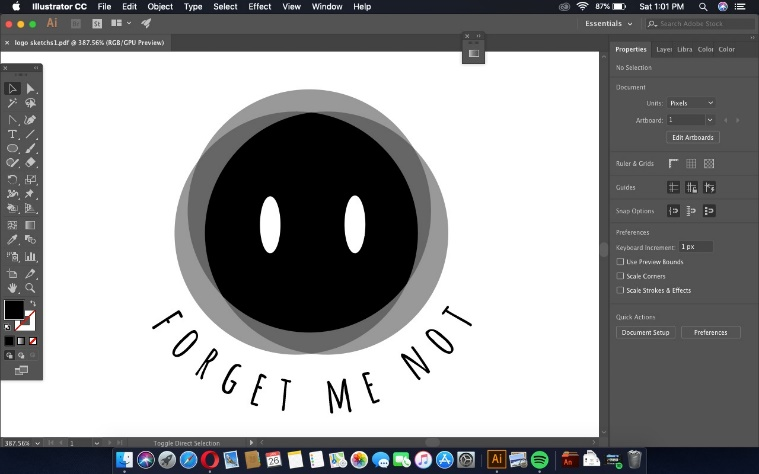 Illustrator CC File Edit Object Type Select Effect View Window Help 87% Sat 1:01 PM
Ai Br St Essentials Search Adobe Stock
× logo sketchs1.pdf @ 387.56% (RGB/GPU Preview)
Properties Layer Libra Color Color
No Selection
Document
Units: Pixels
Artboard: 1
Edit Artboards
Ruler & Grids
Guides
Snap Options
Preferences
Keyboard Increment: 1 px
Use Preview Bounds
Scale Corners
Scale Strokes & Effects
Quick Actions
Document Setup Preferences
FORGET ME NOT
387.56% 1 Toggle Direct Selection
26 Ai An